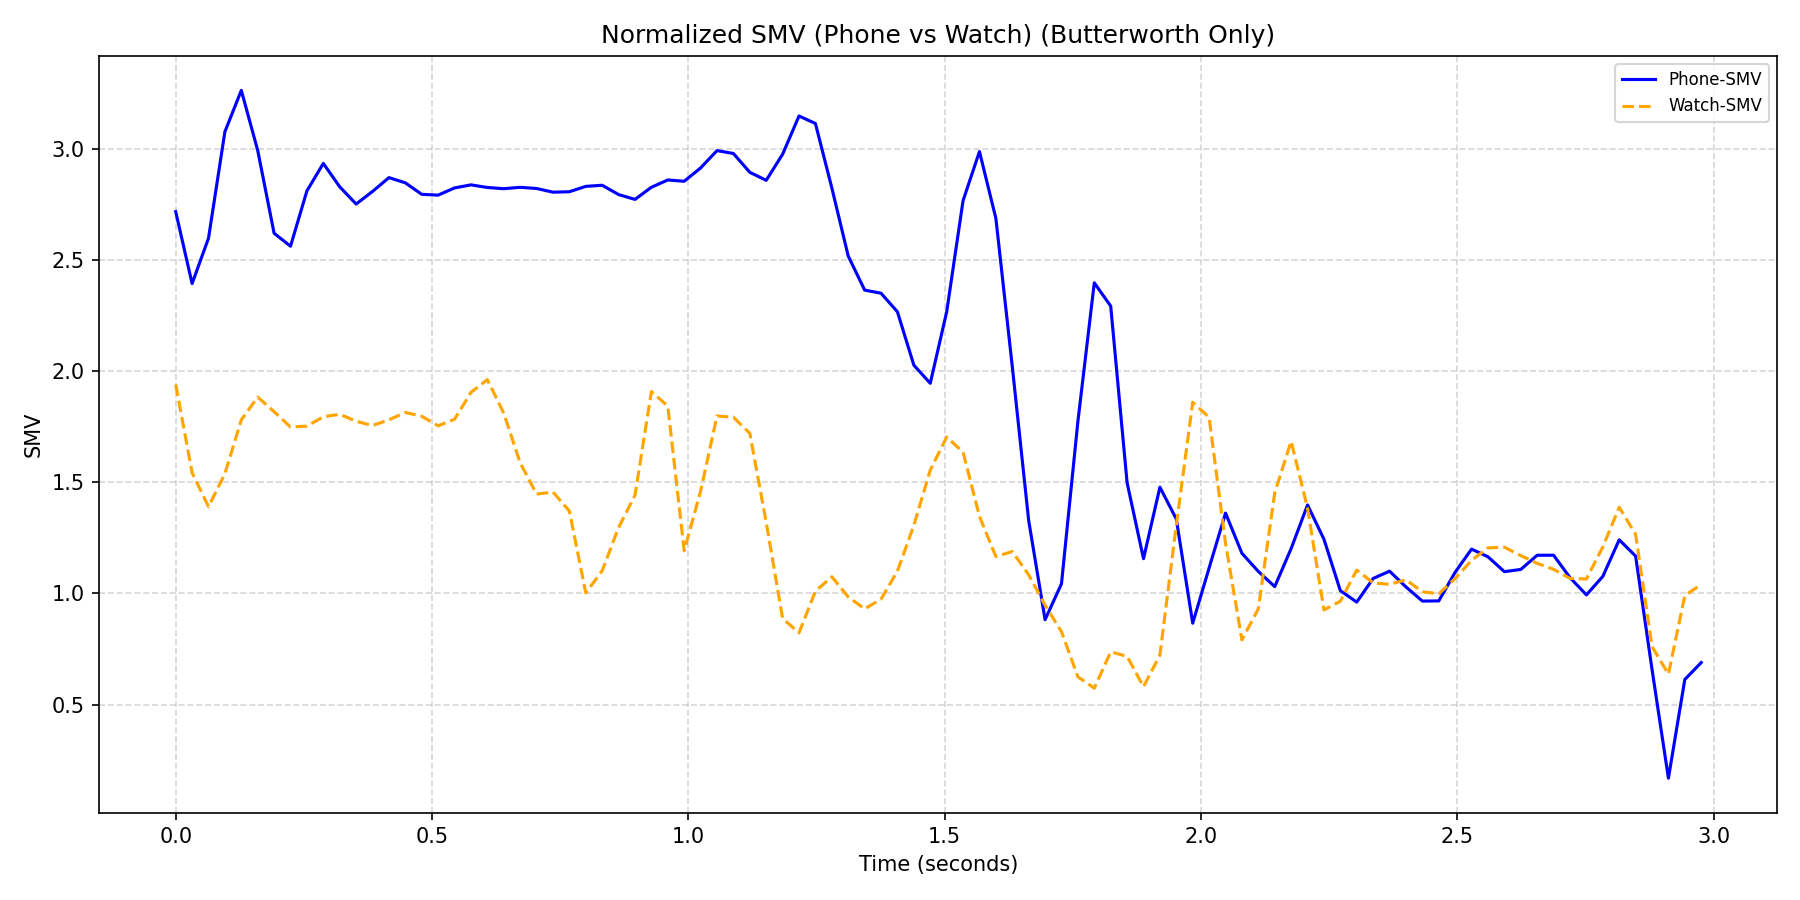 Normalized SMV (Phone vs Watch) (Butterworth Only)
Phone-SMV
Watch-SMV
3.0
2.5
2.0
1.5
1.0
0.5
SMV
0.0 0.5 1.0 1.5 2.0 2.5 3.0
Time (seconds)